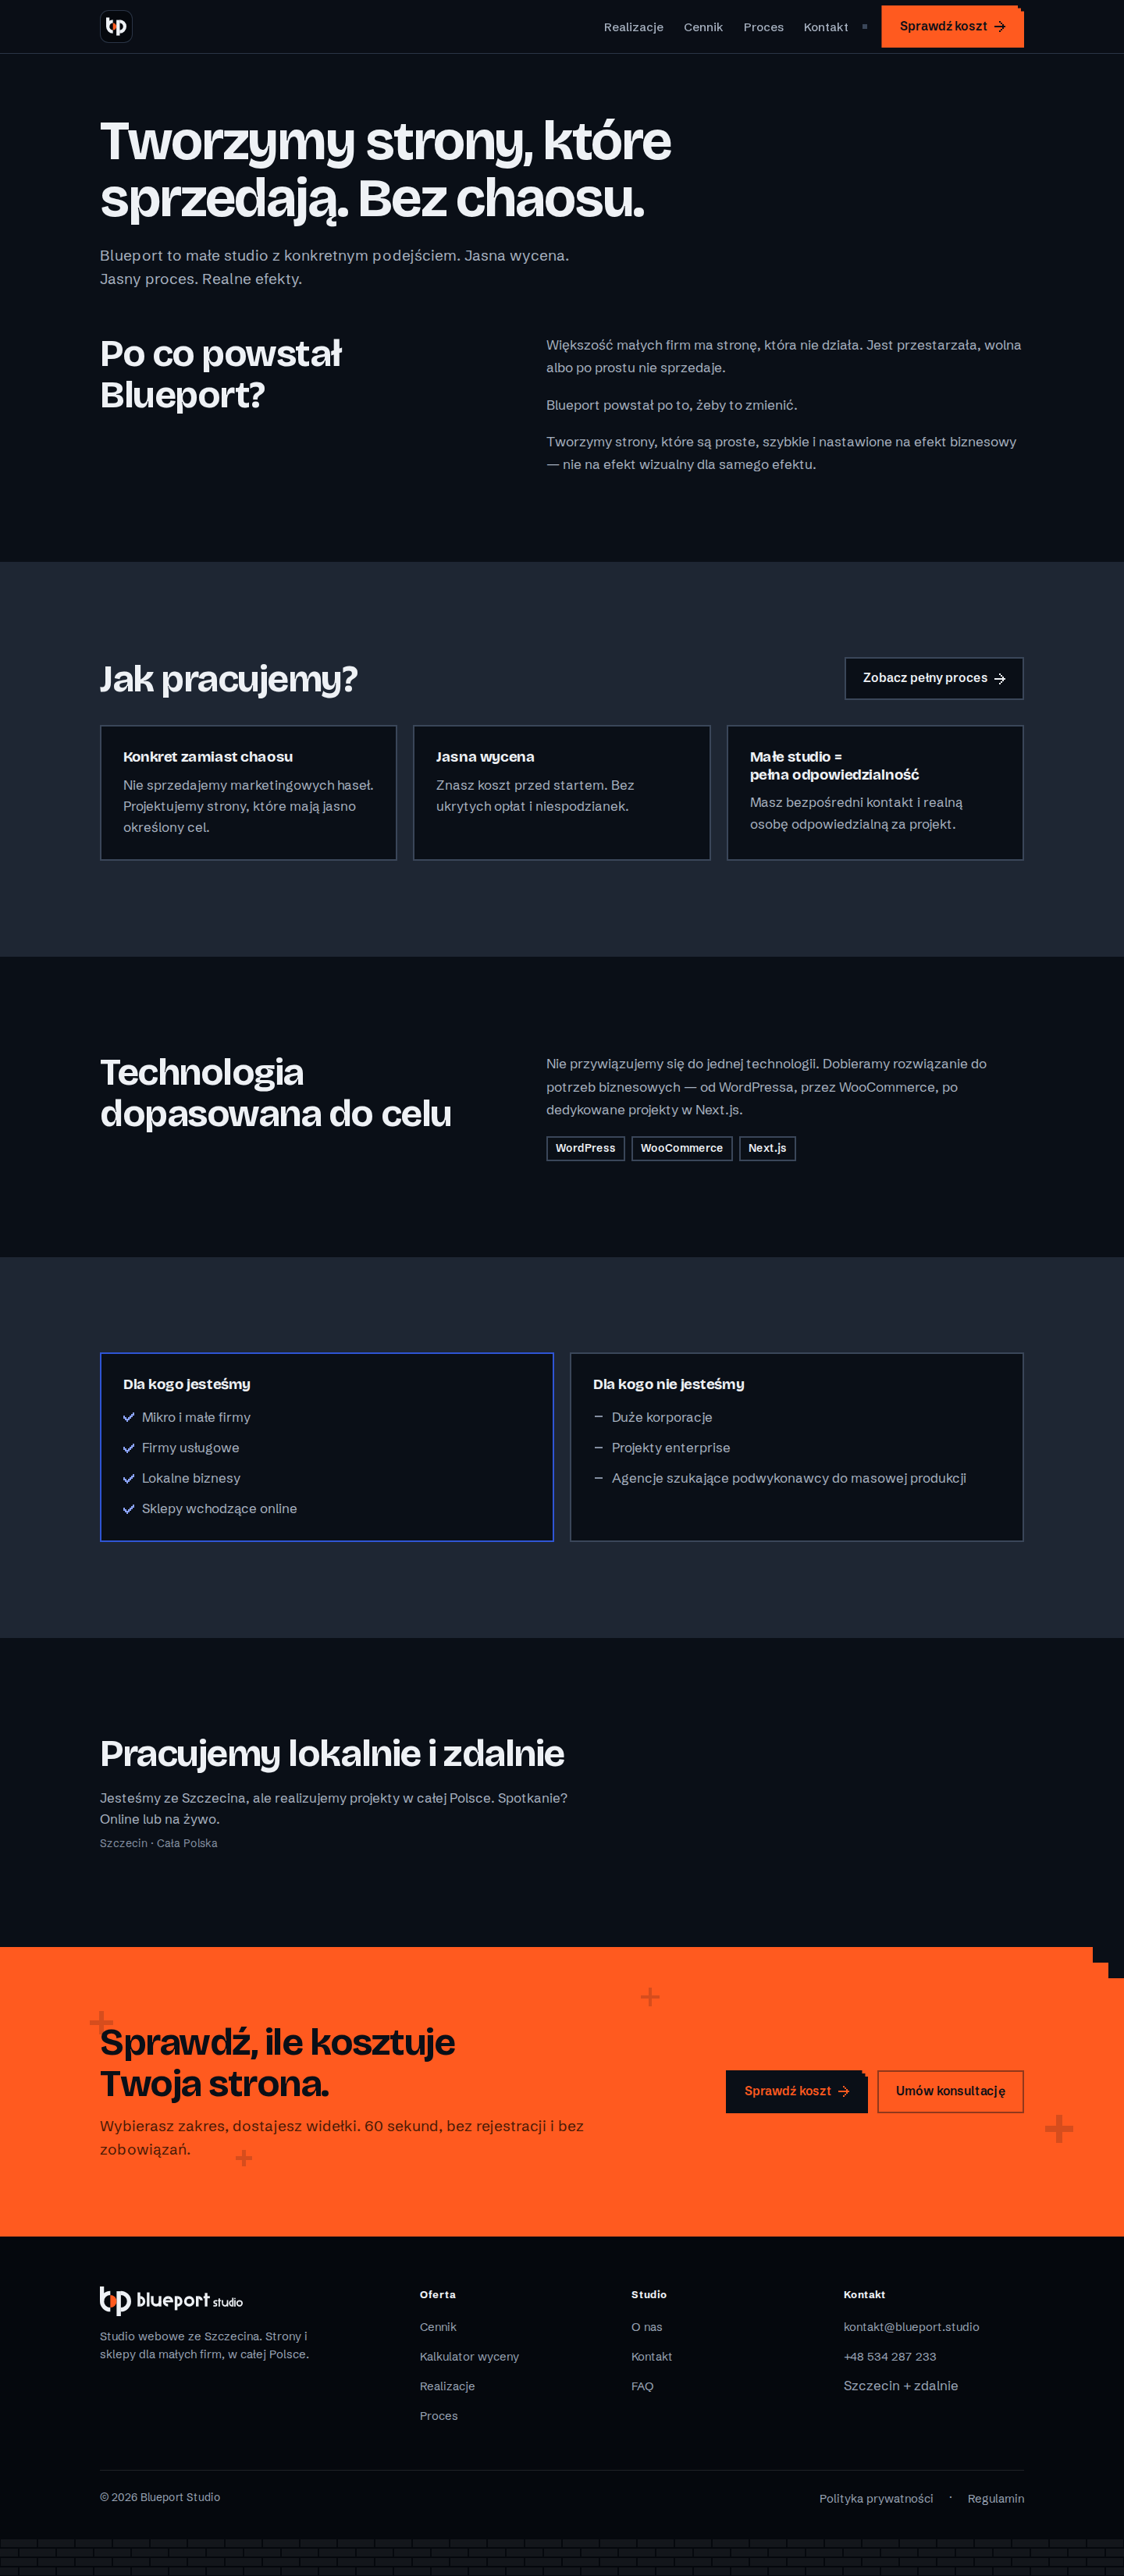 bp
Realizacje
Cennik
Proces
Kontakt
Sprawdź koszt
Tworzymy strony, które
sprzedają. Bez chaosu.
Blueport to małe studio z konkretnym podejściem. Jasna wycena.
Jasny proces. Realne efekty.
Po co powstał
Blueport?
Większość małych firm ma stronę, która nie działa. Jest przestarzała, wolna
albo po prostu nie sprzedaje.
Blueport powstał po to, żeby to zmienić.
Tworzymy strony, które są proste, szybkie i nastawione na efekt biznesowy
— nie na efekt wizualny dla samego efektu.
Jak pracujemy?
Zobacz pełny proces
Konkret zamiast chaosu
Nie sprzedajemy marketingowych haseł.
Projektujemy strony, które mają jasno
określony cel.
Jasna wycena
Znasz koszt przed startem. Bez
ukrytych opłat i niespodzianek.
Małe studio =
pełna odpowiedzialność
Masz bezpośredni kontakt i realną
osobę odpowiedzialną za projekt.
Technologia
dopasowana do celu
Nie przywiązujemy się do jednej technologii. Dobieramy rozwiązanie do
potrzeb biznesowych — od WordPressa, przez WooCommerce, po
dedykowane projekty w Next.js.
WordPress
WooCommerce
Next.js
Dla kogo jesteśmy
Mikro i małe firmy
Firmy usługowe
Lokalne biznesy
Sklepy wchodzące online
Dla kogo nie jesteśmy
— Duże korporacje
— Projekty enterprise
— Agencje szukające podwykonawcy do masowej produkcji
Pracujemy lokalnie i zdalnie
Jesteśmy ze Szczecina, ale realizujemy projekty w całej Polsce. Spotkanie?
Online lub na żywo.
Szczecin · Cała Polska
Sprawdź, ile kosztuje
Twoja strona.
Wybierasz zakres, dostajesz widełki. 60 sekund, bez rejestracji i bez
zobowiązań.
Sprawdź koszt
Umów konsultację
bp blueport studio
Studio webowe ze Szczecina. Strony i
sklepy dla małych firm, w całej Polsce.
Oferta
Cennik
Kalkulator wyceny
Realizacje
Proces
Studio
O nas
Kontakt
FAQ
Kontakt
kontakt@blueport.studio
+48 534 287 233
Szczecin + zdalnie
© 2026 Blueport Studio
Polityka prywatności · Regulamin